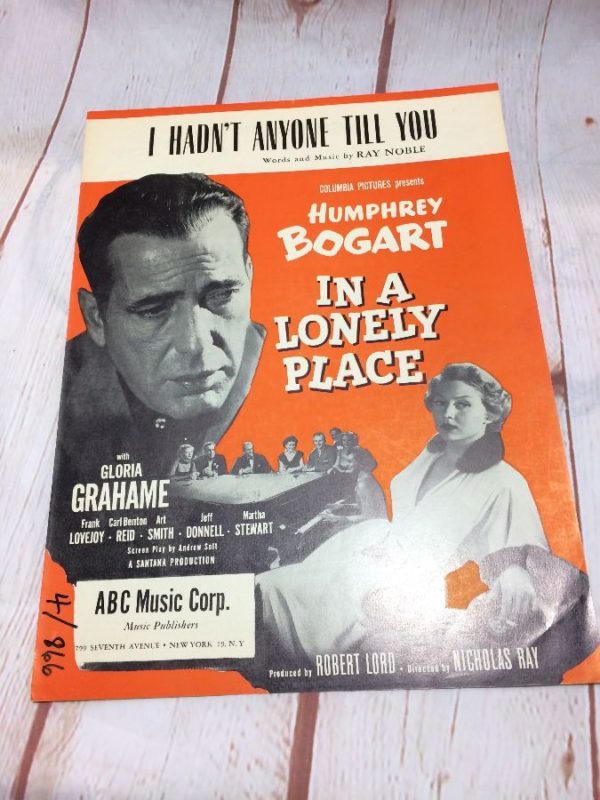 I HADN'T ANYONE TILL YOU
Words and Music by RAY NOBLE
COLUMBIA PICTURES presents
HUMPHREY
BOGART
IN A
LONELY
PLACE
with
GLORIA
GRAHAME
Frank Carl Benton Art Jeff Martha
LOVEJOY · REID · SMITH · DONNELL · STEWART
Screen Play by Andrew Solt
A SANTANA PRODUCTION
ABC Music Corp.
Music Publishers
799 SEVENTH AVENUE • NEW YORK 19, N. Y
Produced by ROBERT LORD · Directed by NICHOLAS RAY